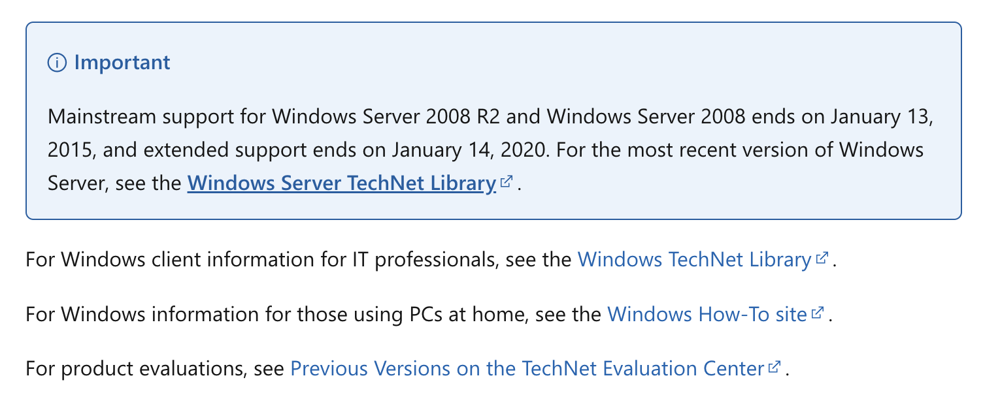 Important
Mainstream support for Windows Server 2008 R2 and Windows Server 2008 ends on January 13,
2015, and extended support ends on January 14, 2020. For the most recent version of Windows
Server, see the Windows Server TechNet Library.
For Windows client information for IT professionals, see the Windows TechNet Library.
For Windows information for those using PCs at home, see the Windows How-To site.
For product evaluations, see Previous Versions on the TechNet Evaluation Center.